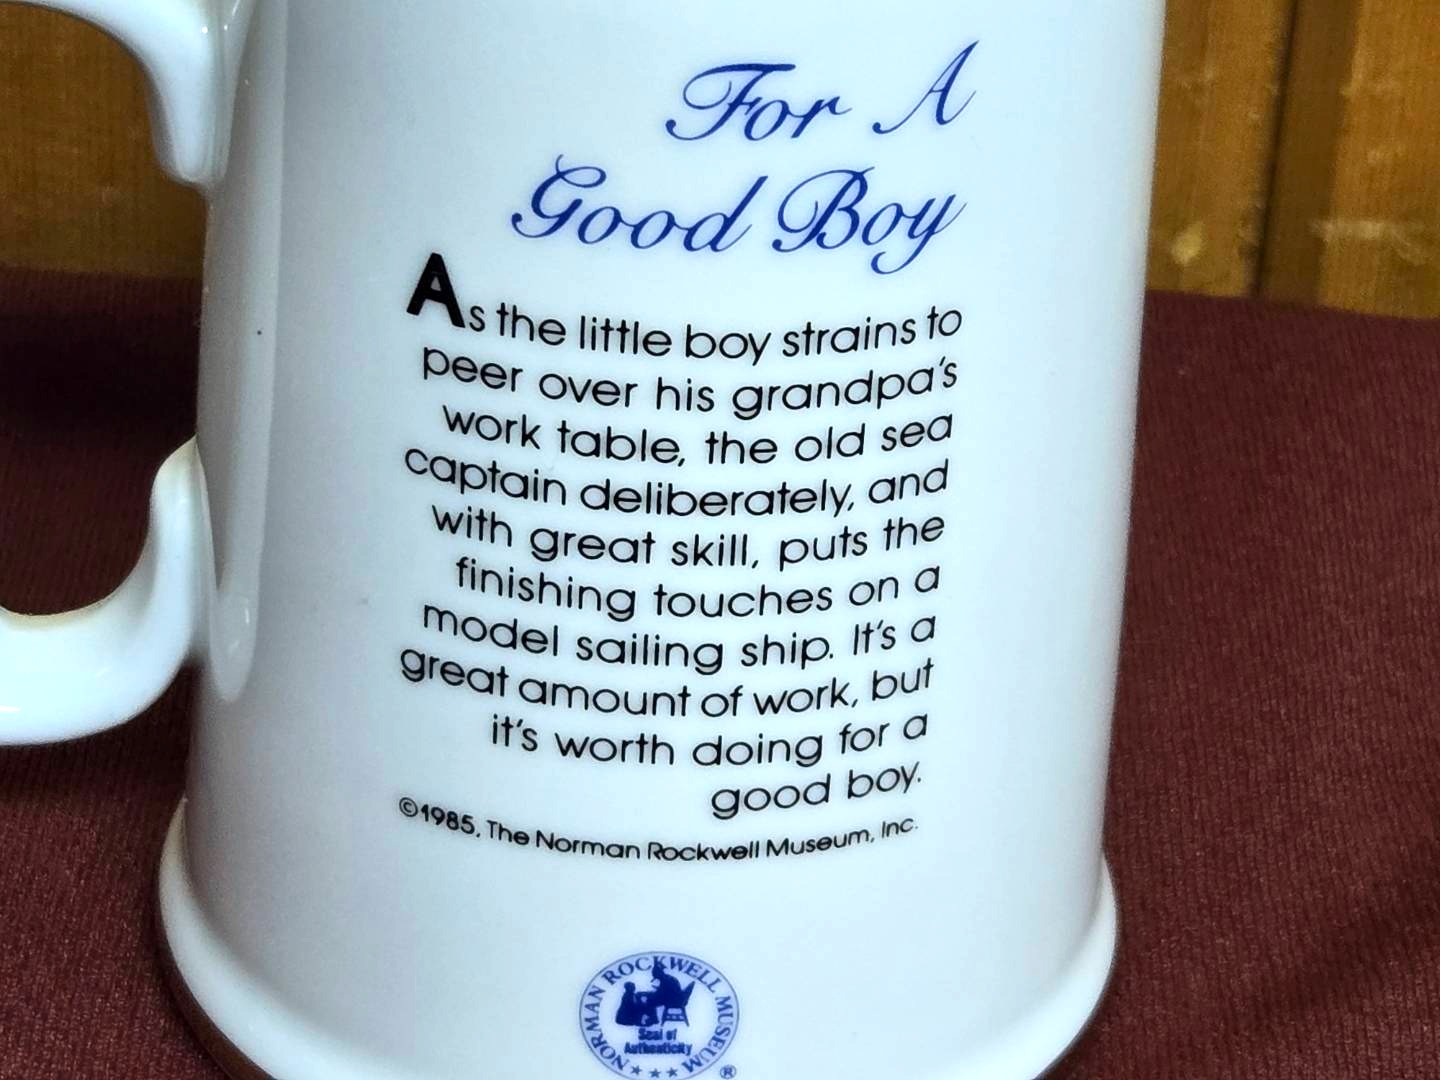 For A
Good Boy
As the little boy strains to
peer over his grandpa's
work table, the old sea
captain deliberately, and
with great skill, puts the
finishing touches on a
model sailing ship. It's a
great amount of work, but
it's worth doing for a
good boy.
©1985, The Norman Rockwell Museum, Inc.
NORMAN ROCKWELL MUSEUM
Seal of
Authenticity
★ ★ ★
®